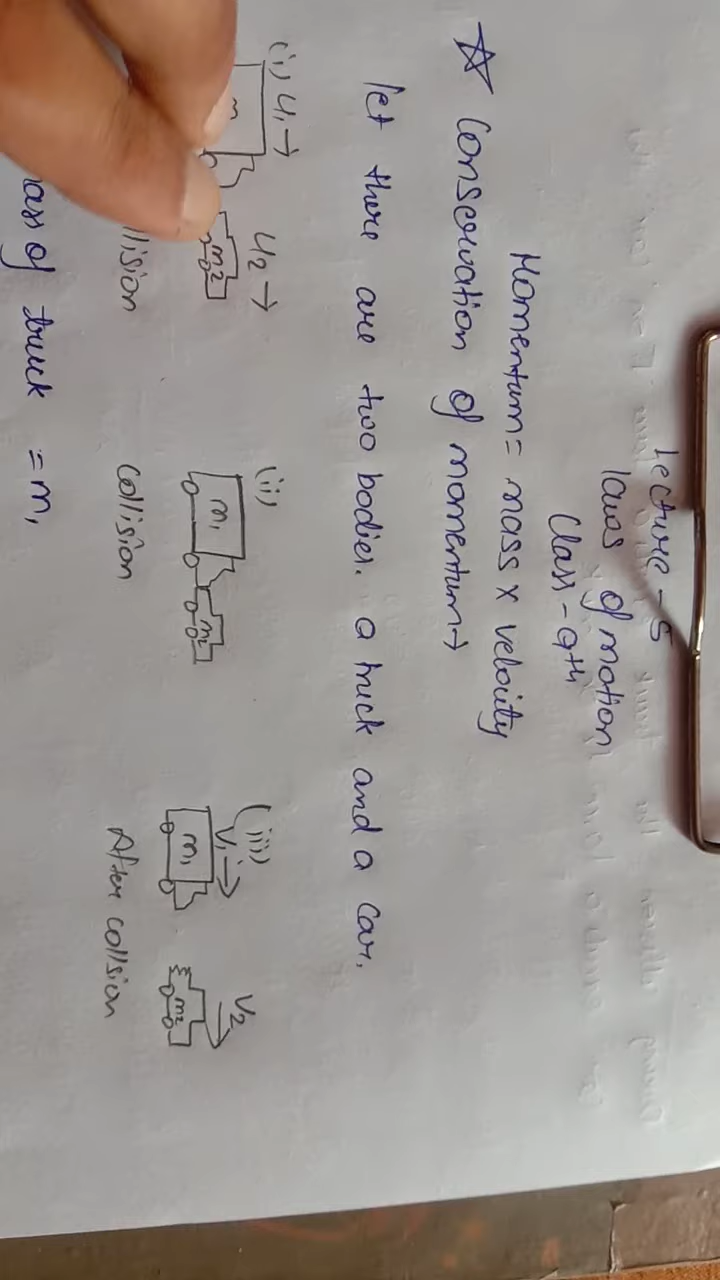 Lecture - 5
laws of motion
Class - 9th
Momentum = mass x velocity
☆ Conservation of momentum →
let there are two bodies. a truck and a car.
(i) (ii) (iii)
u1 → u2 → V1 → V2
m m2 m1 m2 m1 m2
llision Collision After collsion
ass of truck = m1